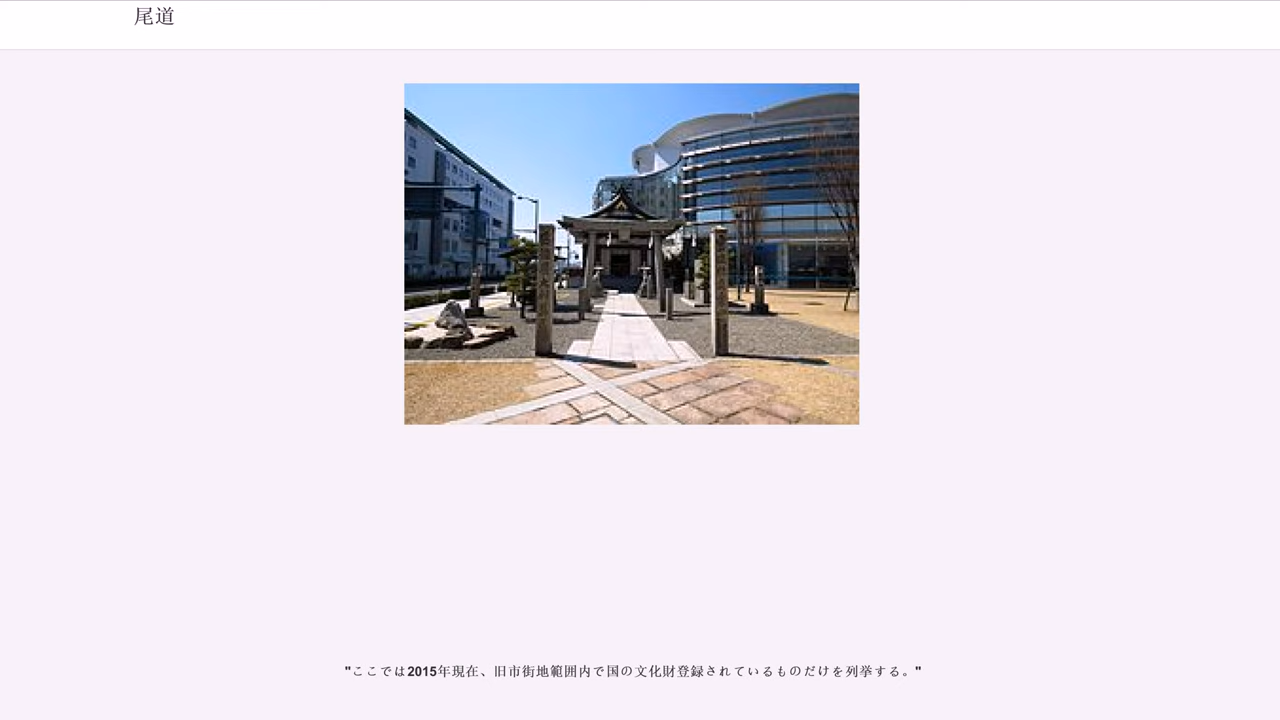 尾道
"ここでは2015年現在、旧市街地範囲内で国の文化財登録されているものだけを列挙する。"